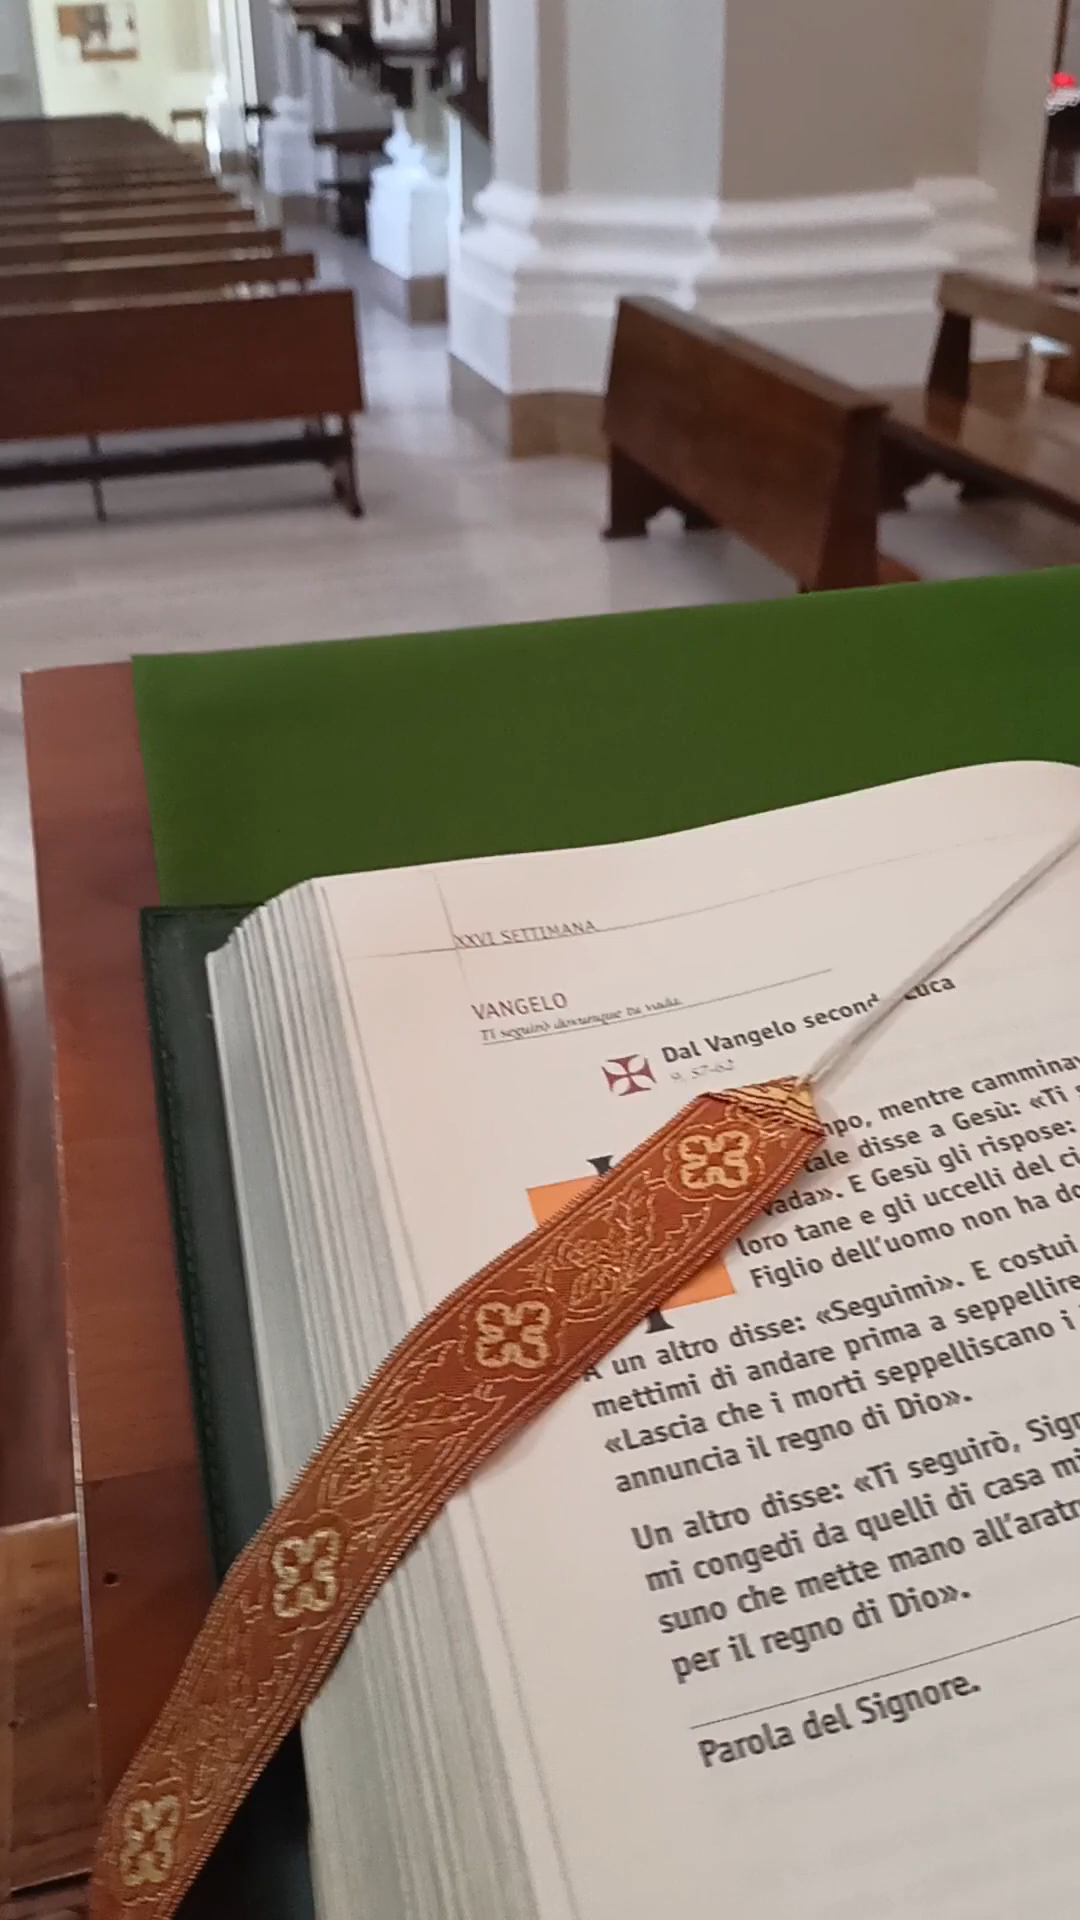 XXVI SETTIMANA
VANGELO
Ti seguirò dovunque tu vada.
Dal Vangelo secondo Luca
9, 57-62
mentre camminav
tale disse a Gesù: «Ti
vada». E Gesù gli rispose:
loro tane e gli uccelli del ci
Figlio dell'uomo non ha do
A un altro disse: «Seguimi». E costui
mettimi di andare prima a seppellire
«Lascia che i morti seppelliscano i
annuncia il regno di Dio».
Un altro disse: «Ti seguirò, Sign
mi congedi da quelli di casa mi
suno che mette mano all'aratr
per il regno di Dio».
Parola del Signore.